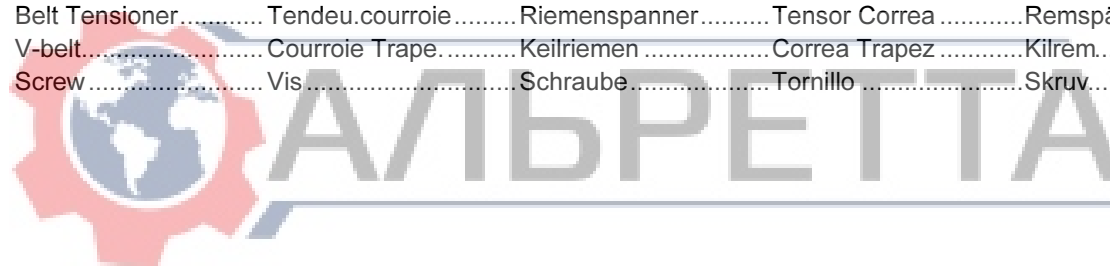 Belt Tensioner............Tendeu.courroie.........Riemenspanner..........Tensor Correa ............
V-belt..........................Courroie Trape............Keilriemen...................Correa Trapez ............Kilrem..
Screw..........................Vis...............................Schraube.....................Tornillo .......................Skruv...
АЛЬРЕТТА